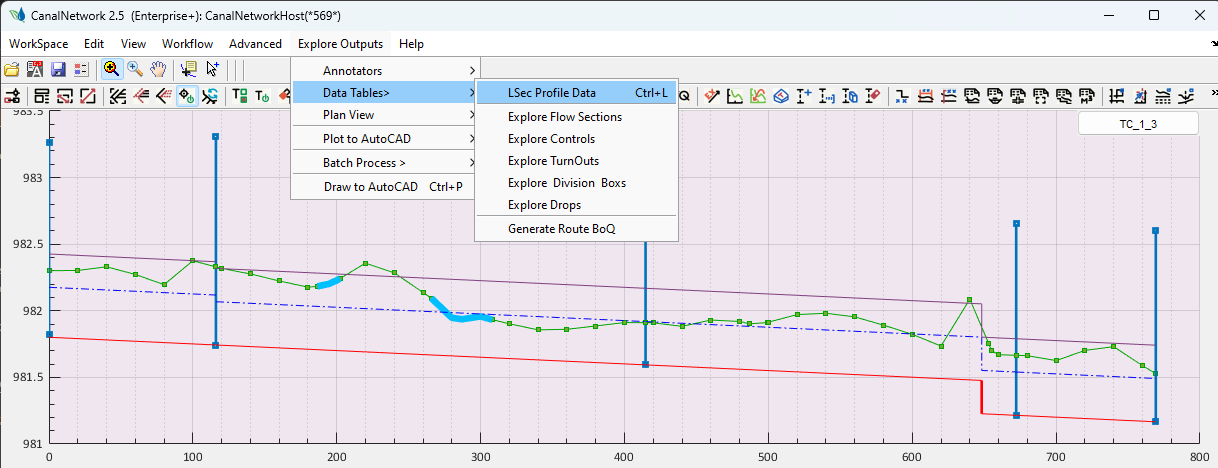 CanalNetwork 2.5 (Enterprise+): CanalNetworkHost(*569*)
WorkSpace Edit View Workflow Advanced Explore Outputs Help
Annotators
Data Tables>
Plan View
Plot to AutoCAD
Batch Process >
Draw to AutoCAD Ctrl+P
LSec Profile Data Ctrl+L
Explore Flow Sections
Explore Controls
Explore TurnOuts
Explore Division Boxs
Explore Drops
Generate Route BoQ
TC_1_3
983.5
983
982.5
982
981.5
981
0 100 200 300 400 500 600 700 800